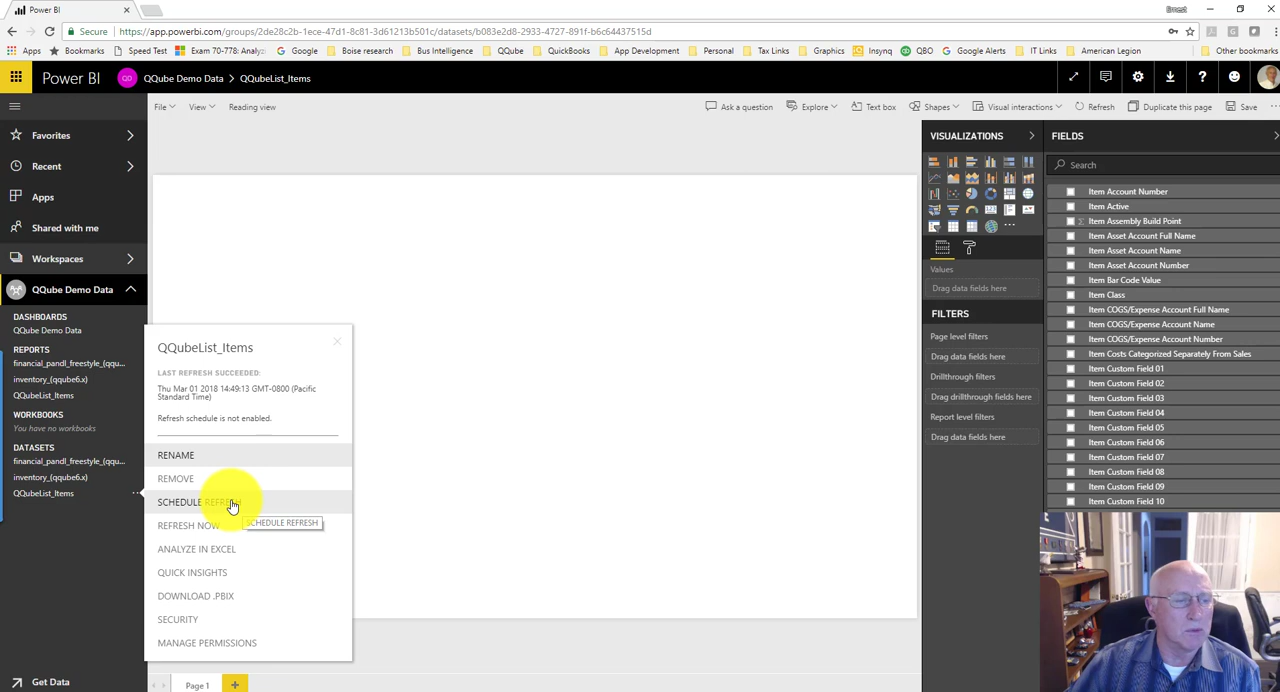 Power BI
Ernest
Secure
https://app.powerbi.com/groups/2de28c2b-1ece-47d1-8c81-3d61213b501c/datasets/b083e2d8-2933-4727-891f-b6c64437515d
Apps
Bookmarks
Speed Test
Exam 70-778: Analyzi
Google
Boise research
Bus Intelligence
QQube
QuickBooks
App Development
Personal
Tax Links
Graphics
Insynq
QBO
Google Alerts
IT Links
American Legion
Other bookmarks
Power BI
QD
QQube Demo Data > QQubeList_Items
File
View
Reading view
Ask a question
Explore
Text box
Shapes
Visual interactions
Refresh
Duplicate this page
Save
Favorites
Recent
Apps
Shared with me
Workspaces
QQube Demo Data
DASHBOARDS
QQube Demo Data
REPORTS
financial_pandl_freestyle_(qqu...
inventory_(qqube6.x)
QQubeList_Items
WORKBOOKS
You have no workbooks
DATASETS
financial_pandl_freestyle_(qqu...
inventory_(qqube6.x)
QQubeList_Items
Get Data
QQubeList_Items
LAST REFRESH SUCCEEDED:
Thu Mar 01 2018 14:49:13 GMT-0800 (Pacific
Standard Time)
Refresh schedule is not enabled.
RENAME
REMOVE
SCHEDULE REFRESH
SCHEDULE REFRESH
REFRESH NOW
ANALYZE IN EXCEL
QUICK INSIGHTS
DOWNLOAD .PBIX
SECURITY
MANAGE PERMISSIONS
Page 1
VISUALIZATIONS
Values
Drag data fields here
FILTERS
Page level filters
Drag data fields here
Drillthrough filters
Drag drillthrough fields here
Report level filters
Drag data fields here
FIELDS
Search
Item Account Number
Item Active
Item Assembly Build Point
Item Asset Account Full Name
Item Asset Account Name
Item Asset Account Number
Item Bar Code Value
Item Class
Item COGS/Expense Account Full Name
Item COGS/Expense Account Name
Item COGS/Expense Account Number
Item Costs Categorized Separately From Sales
Item Custom Field 01
Item Custom Field 02
Item Custom Field 03
Item Custom Field 04
Item Custom Field 05
Item Custom Field 06
Item Custom Field 07
Item Custom Field 08
Item Custom Field 09
Item Custom Field 10